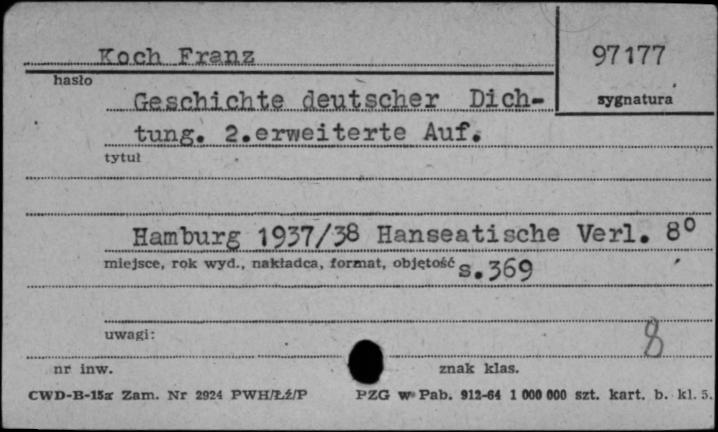 Koch Franz
97177
hasło
sygnatura
Geschichte deutscher Dich-
tung. 2.erweiterte Auf.
tytuł
Hamburg 1937/38 Hanseatische Verl. 8°
miejsce, rok wyd., nakładca, format, objętość s.369
uwagi:
8
nr inw.
znak klas.
CWD-B-15a Zam. Nr 2924 PWH/Łź/P
PZG w Pab. 912-64 1 000 000 szt. kart. b. kl. 5.